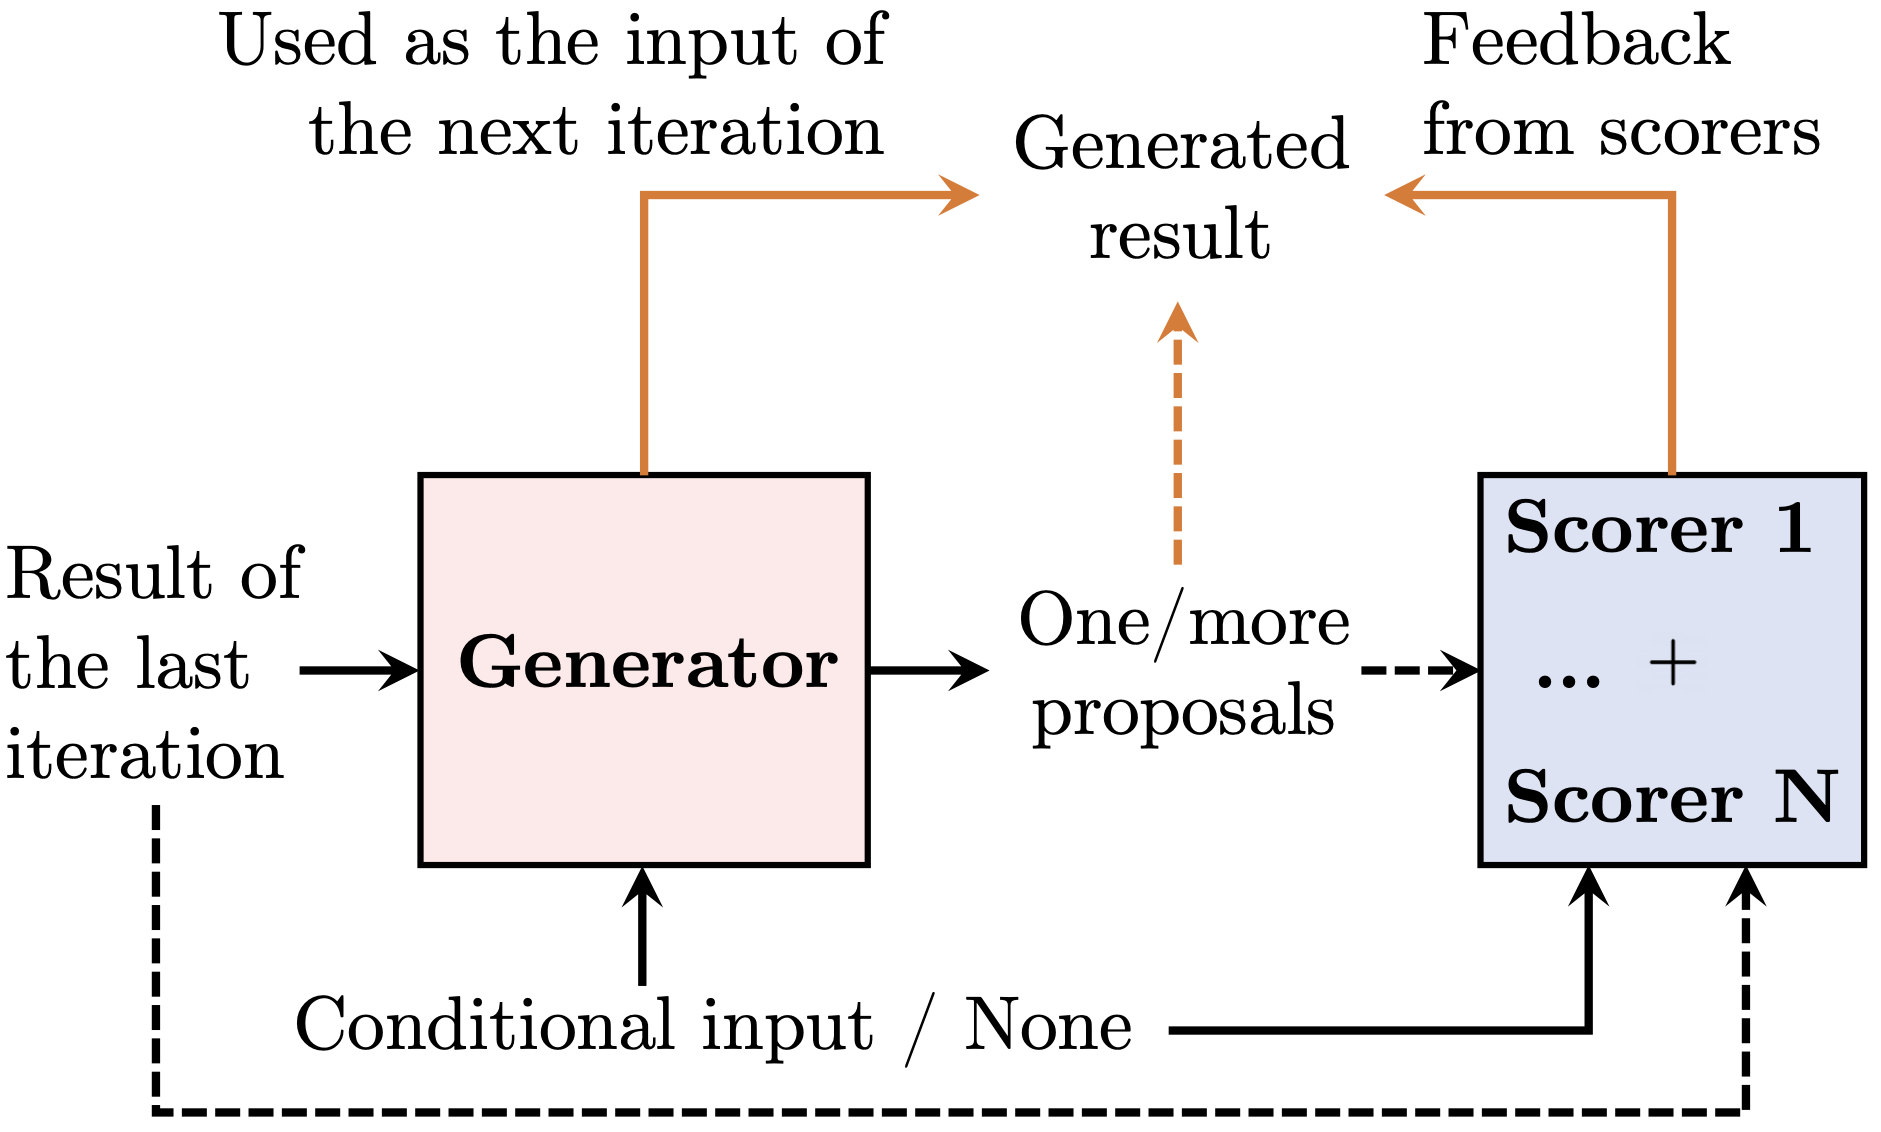 Used as the input of
the next iteration
Feedback
from scorers
Generated
result
Result of
the last
iteration
Generator
One/more
proposals
Scorer 1
... +
Scorer N
Conditional input / None